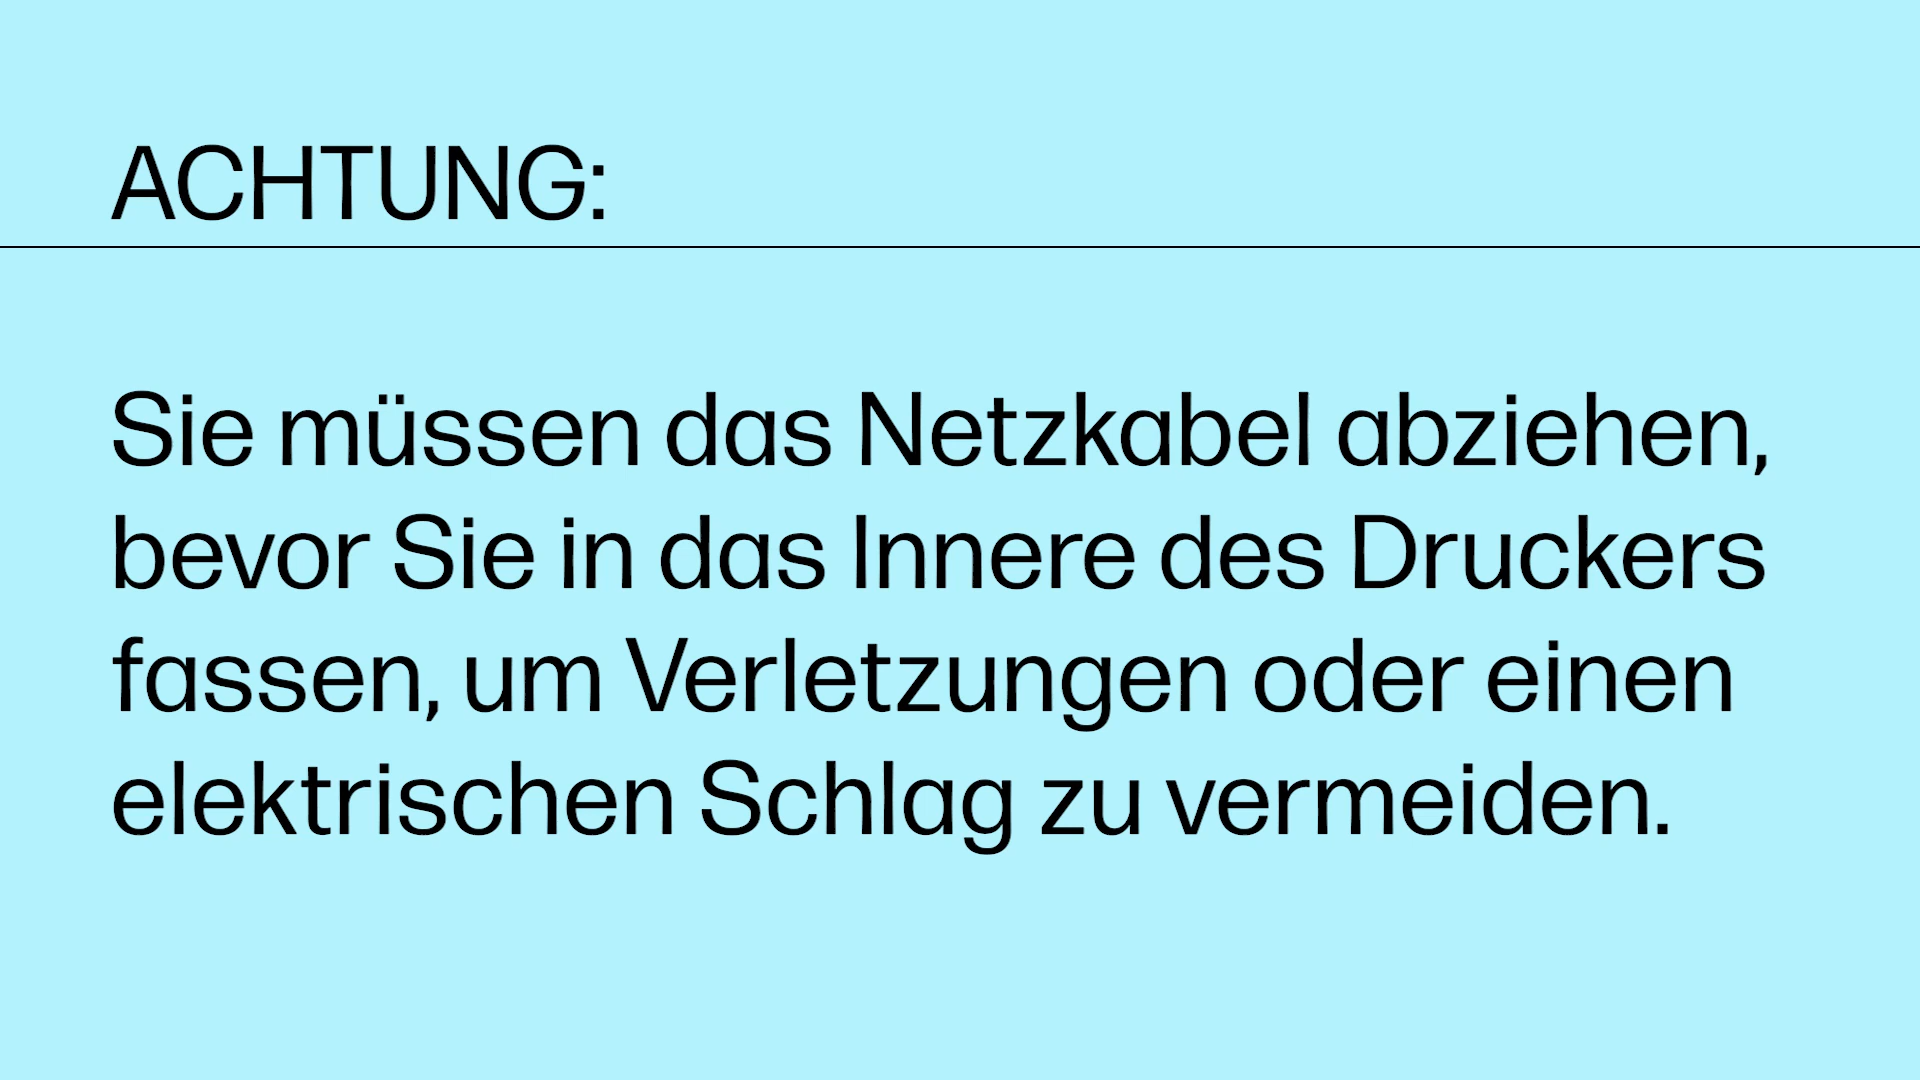 ACHTUNG:
Sie müssen das Netzkabel abziehen,
bevor Sie in das Innere des Druckers
fassen, um Verletzungen oder einen
elektrischen Schlag zu vermeiden.